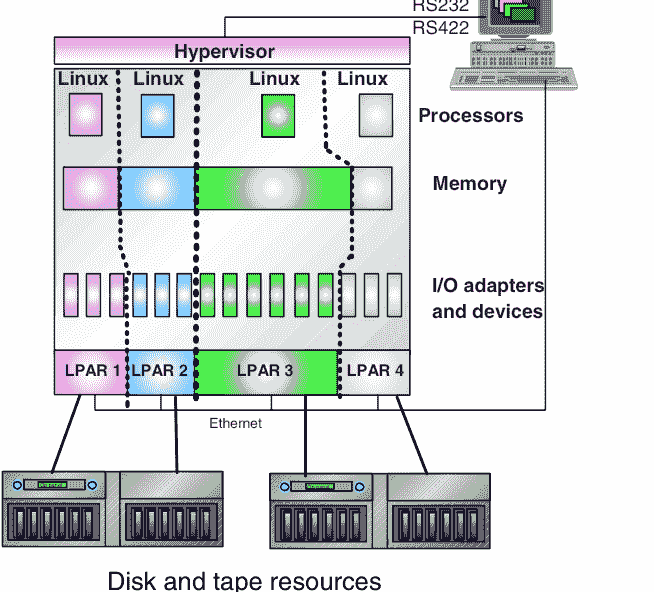 RS232
RS422
Hypervisor
Linux Linux Linux Linux
Processors
Memory
I/O adapters
and devices
LPAR 1 LPAR 2 LPAR 3 LPAR 4
Ethernet
Disk and tape resources